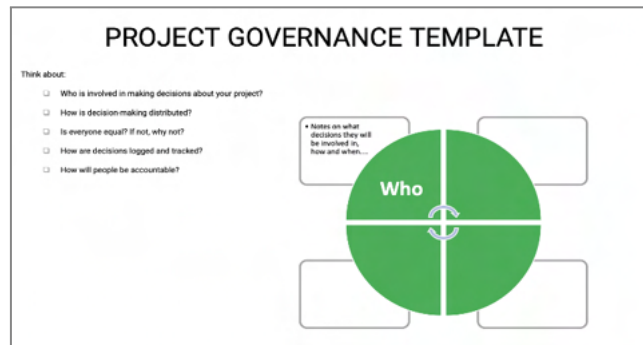 PROJECT GOVERNANCE TEMPLATE
Think about:
Who is involved in making decisions about your project?
How is decision-making distributed?
Is everyone equal? If not, why not?
How are decisions logged and tracked?
How will people be accountable?
• Notes on what
decisions they will
be involved in,
how and when....
Who